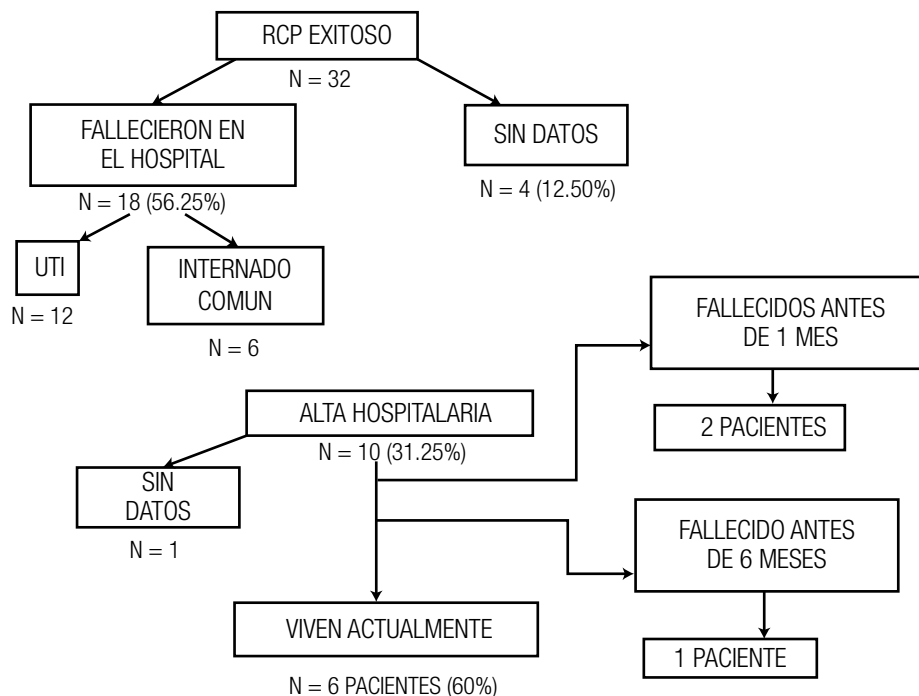 RCP EXITOSO
N = 32
FALLECIERON EN
EL HOSPITAL
N = 18 (56.25%)
SIN DATOS
N = 4 (12.50%)
UTI
N = 12
INTERNADO
COMUN
N = 6
ALTA HOSPITALARIA
N = 10 (31.25%)
SIN
DATOS
N = 1
FALLECIDOS ANTES
DE 1 MES
2 PACIENTES
FALLECIDO ANTES
DE 6 MESES
1 PACIENTE
VIVEN ACTUALMENTE
N = 6 PACIENTES (60%)